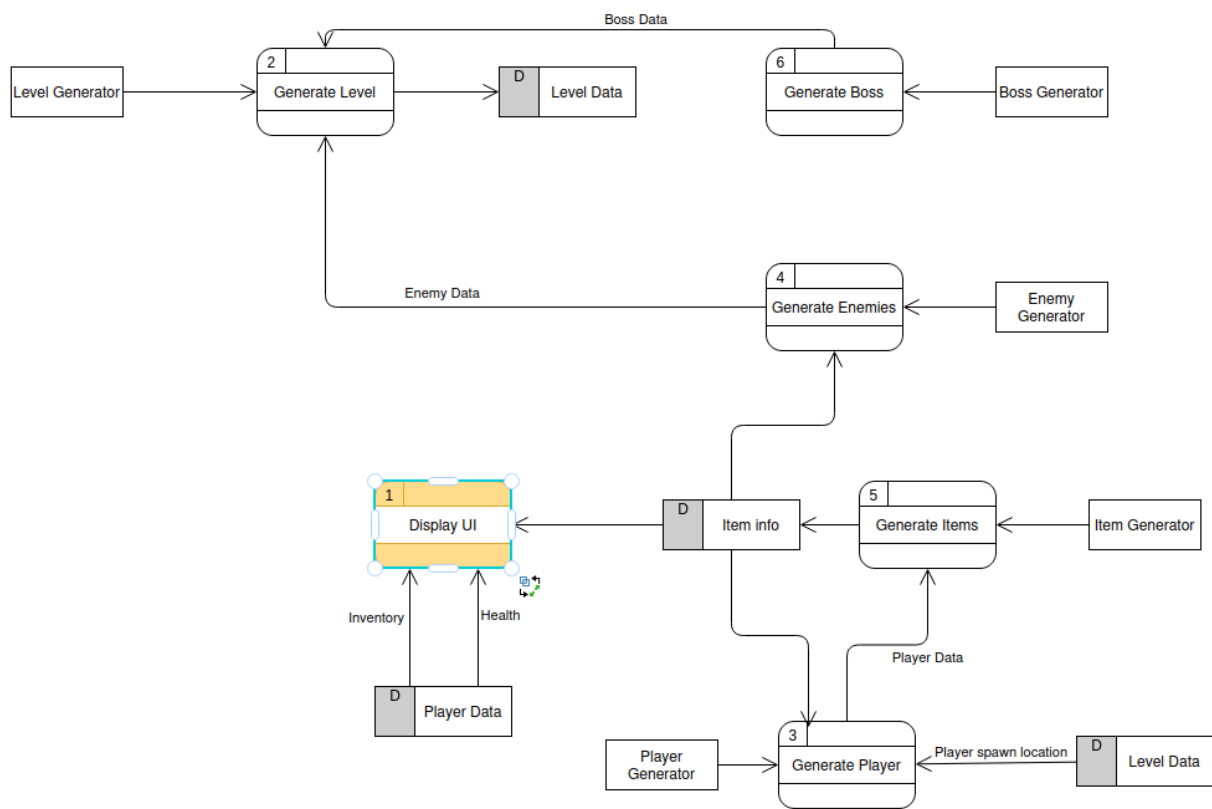 Boss Data
2
6
D
Level Generator
Generate Level
Level Data
Generate Boss
Boss Generator
4
Enemy Data
Generate Enemies
Enemy
Generator
1
5
D
Display UI
Item info
Generate Items
Item Generator
Inventory
Health
Player Data
D
Player Data
3
D
Player
Generator
Generate Player
Player spawn location
Level Data